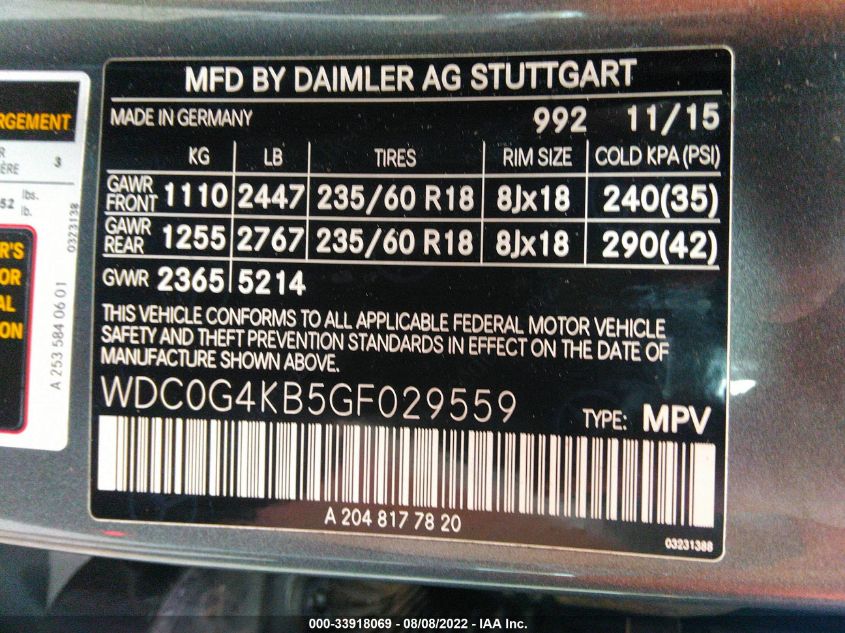 MFD BY DAIMLER AG STUTTGART
MADE IN GERMANY 992 11/15
KG LB TIRES RIM SIZE COLD KPA (PSI)
GAWR FRONT 1110 2447 235/60 R18 8Jx18 240(35)
GAWR REAR 1255 2767 235/60 R18 8Jx18 290(42)
GVWR 2365 5214
THIS VEHICLE CONFORMS TO ALL APPLICABLE FEDERAL MOTOR VEHICLE
SAFETY AND THEFT PREVENTION STANDARDS IN EFFECT ON THE DATE OF
MANUFACTURE SHOWN ABOVE.
WDC0G4KB5GF029559 TYPE: MPV
A 204 817 78 20
03231388
3
lbs.
52 lb.
0323138
A 253 584 06 01
000-33918069 - 08/08/2022 - IAA Inc.